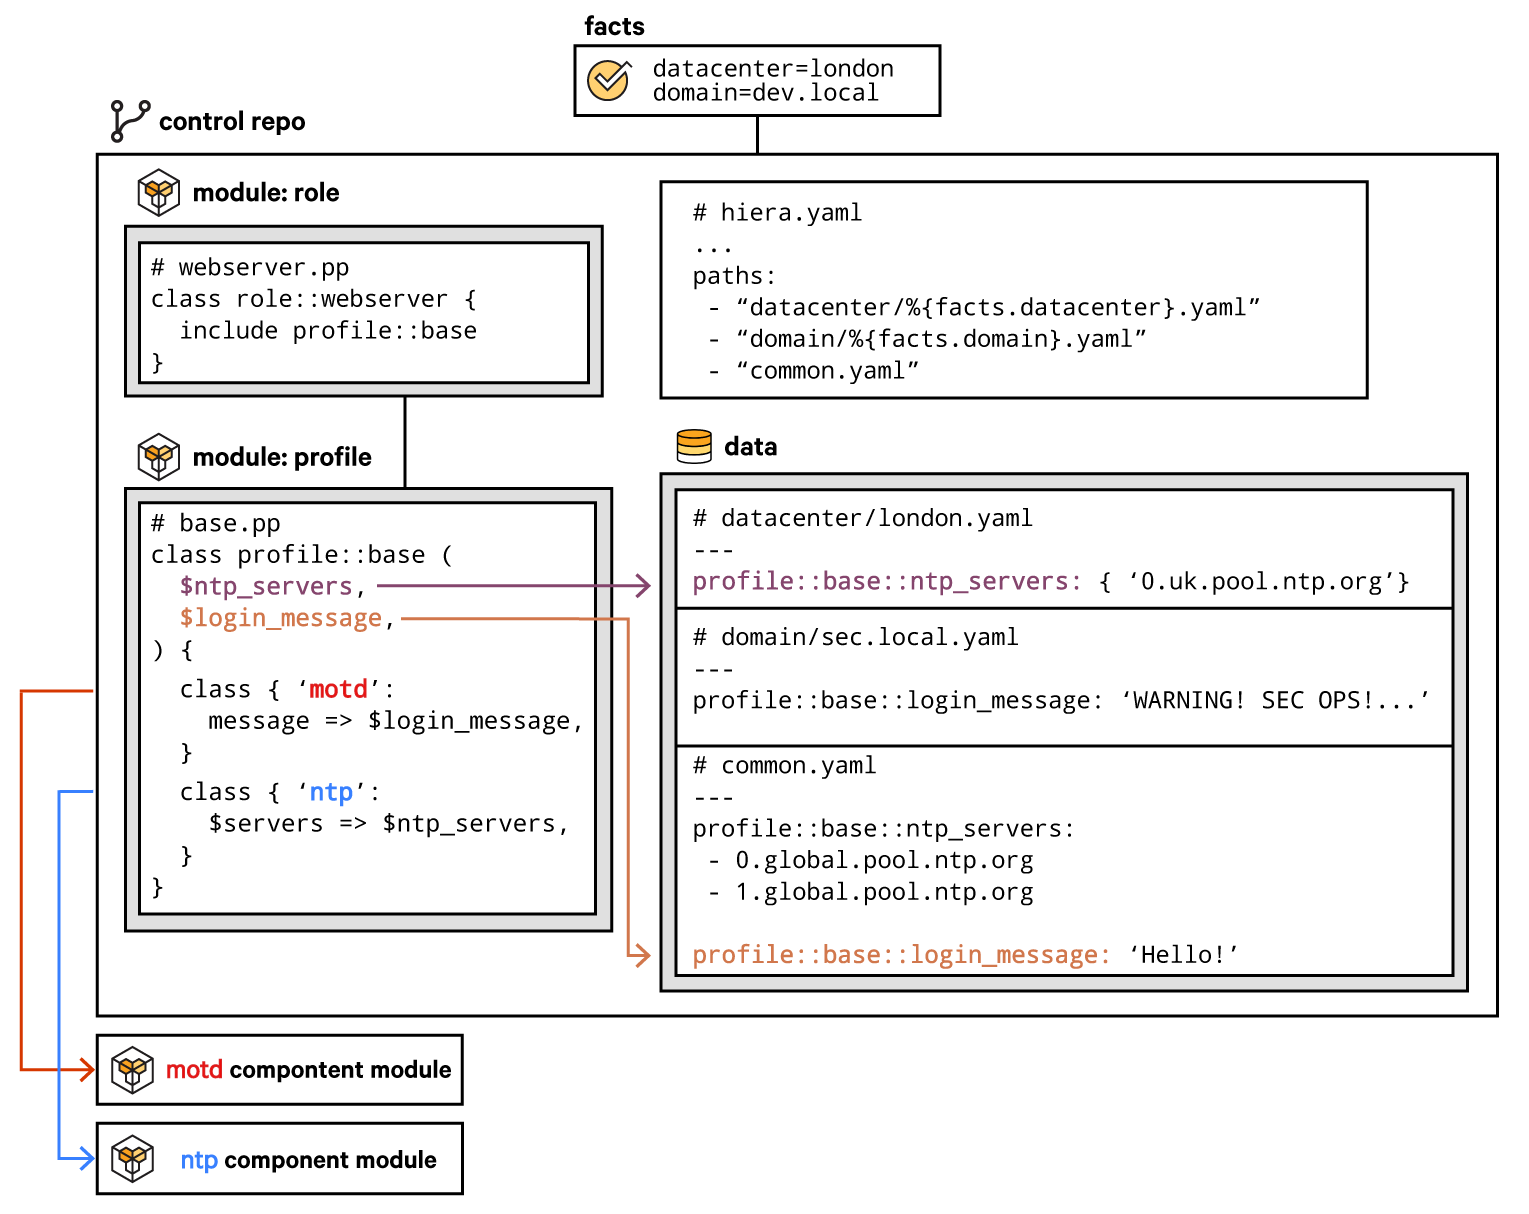 facts
datacenter=london
domain=dev.local
control repo
module: role
# webserver.pp
class role::webserver {
  include profile::base
}
# hiera.yaml
...
paths:
 - “datacenter/%{facts.datacenter}.yaml”
 - “domain/%{facts.domain}.yaml”
 - “common.yaml”
module: profile
# base.pp
class profile::base (
  $ntp_servers,
  $login_message,
) {
  class { ‘motd’:
    message => $login_message,
  }
  class { ‘ntp’:
    $servers => $ntp_servers,
  }
}
data
# datacenter/london.yaml
---
profile::base::ntp_servers: { ‘0.uk.pool.ntp.org’}
# domain/sec.local.yaml
---
profile::base::login_message: ‘WARNING! SEC OPS!...’
# common.yaml
---
profile::base::ntp_servers:
 - 0.global.pool.ntp.org
 - 1.global.pool.ntp.org
profile::base::login_message: ‘Hello!’
motd compontent module
ntp component module